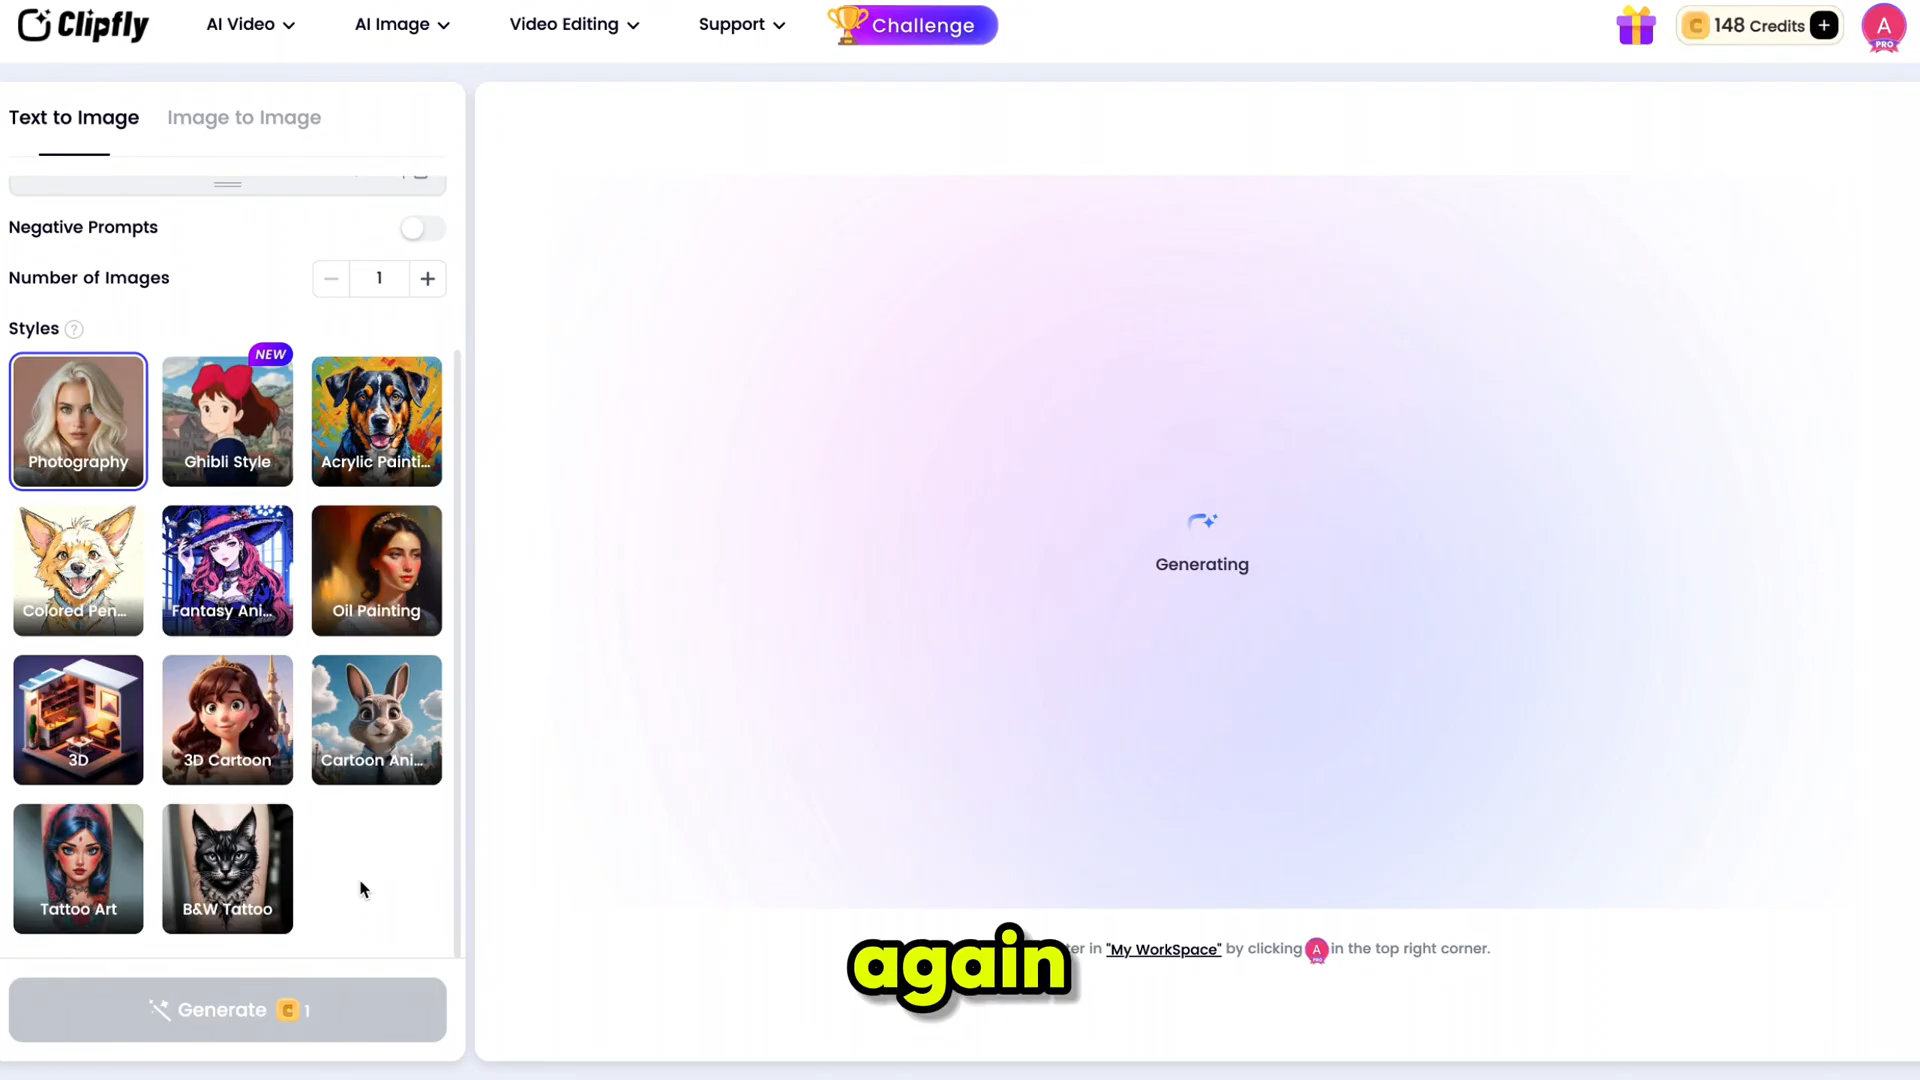 Clipfly
AI Video
AI Image
Video Editing
Support
Challenge
148 Credits
A
PRO
Text to Image
Image to Image
Negative Prompts
Number of Images
1
Styles ?
NEW
Photography
Ghibli Style
Acrylic Painti...
Colored Pen...
Fantasy Ani...
Oil Painting
3D
3D Cartoon
Cartoon Ani...
Tattoo Art
B&W Tattoo
Generate C 1
Generating
in "My WorkSpace" by clicking A in the top right corner.
again